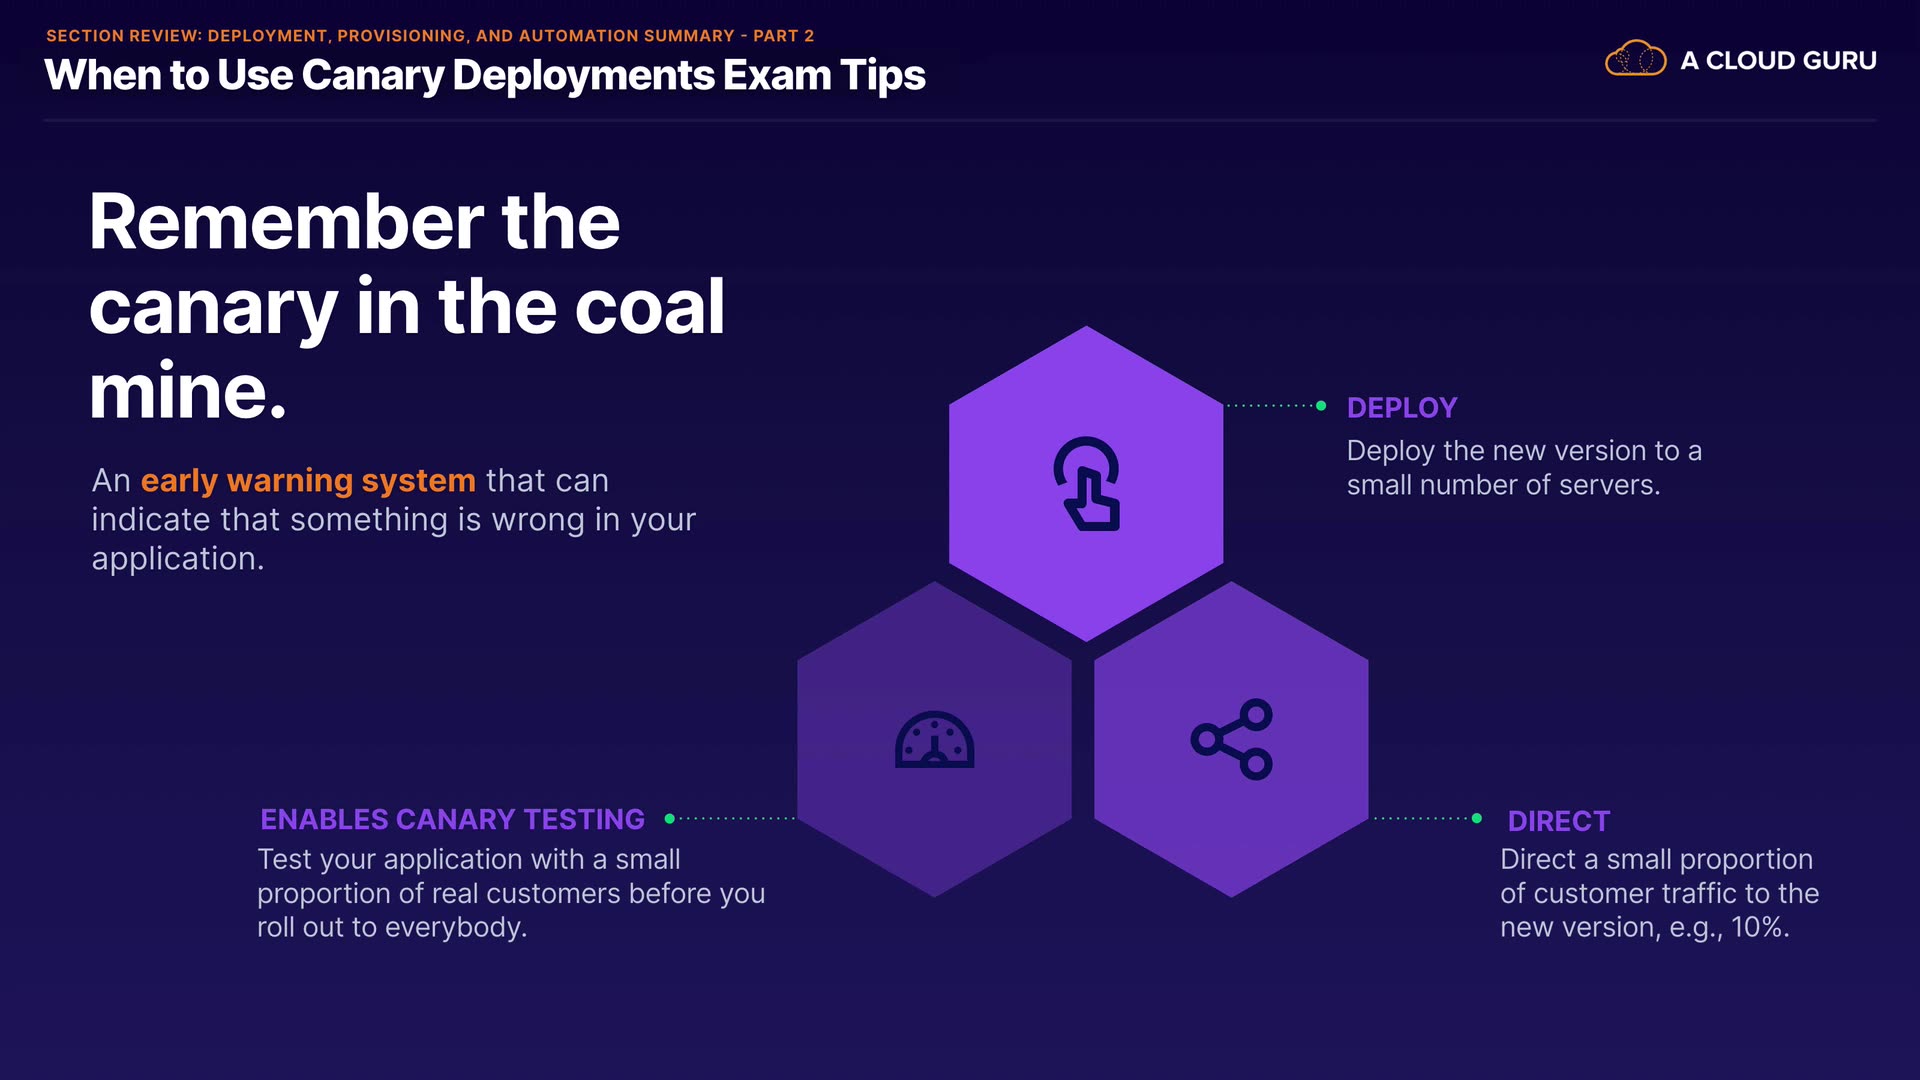 SECTION REVIEW: DEPLOYMENT, PROVISIONING, AND AUTOMATION SUMMARY - PART 2
When to Use Canary Deployments Exam Tips
A CLOUD GURU
Remember the
canary in the coal
mine.
An early warning system that can
indicate that something is wrong in your
application.
DEPLOY
Deploy the new version to a
small number of servers.
ENABLES CANARY TESTING
Test your application with a small
proportion of real customers before you
roll out to everybody.
DIRECT
Direct a small proportion
of customer traffic to the
new version, e.g., 10%.